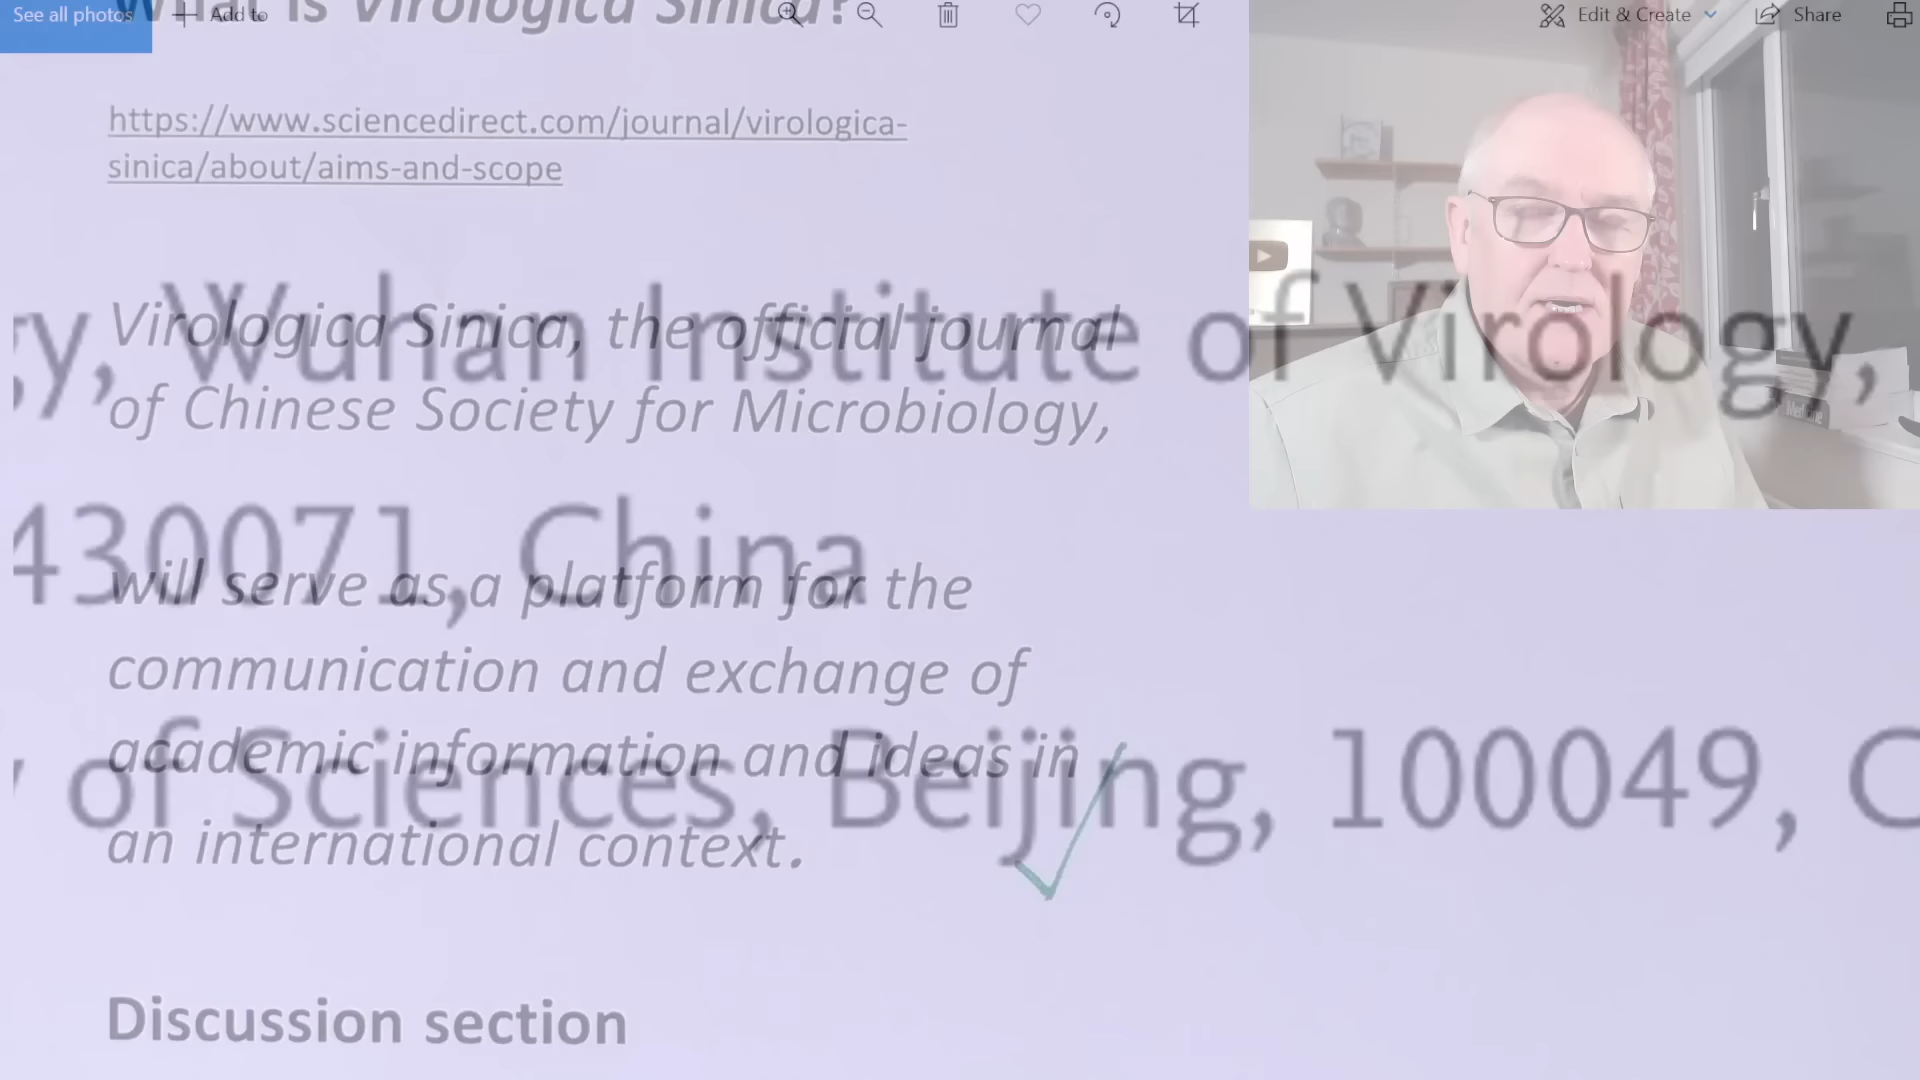 See all photos
Add to
Edit & Create
Share
What is Virologica Sinica?
https://www.sciencedirect.com/journal/virologica-
sinica/about/aims-and-scope
Virologica Sinica, the official journal
of Chinese Society for Microbiology,
will serve as a platform for the
communication and exchange of
academic information and ideas in
an international context.
Discussion section
gy, Wuhan Institute of Virology,
430071, China
y of Sciences, Beijing, 100049, C
Medicine